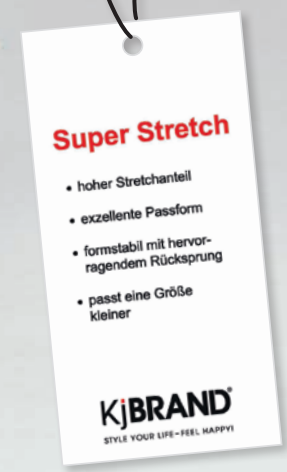 Super Stretch
• hoher Stretchanteil
• exzellente Passform
• formstabil mit hervor-
ragendem Rücksprung
• passt eine Größe
kleiner
KjBRAND®
STYLE YOUR LIFE–FEEL HAPPY!